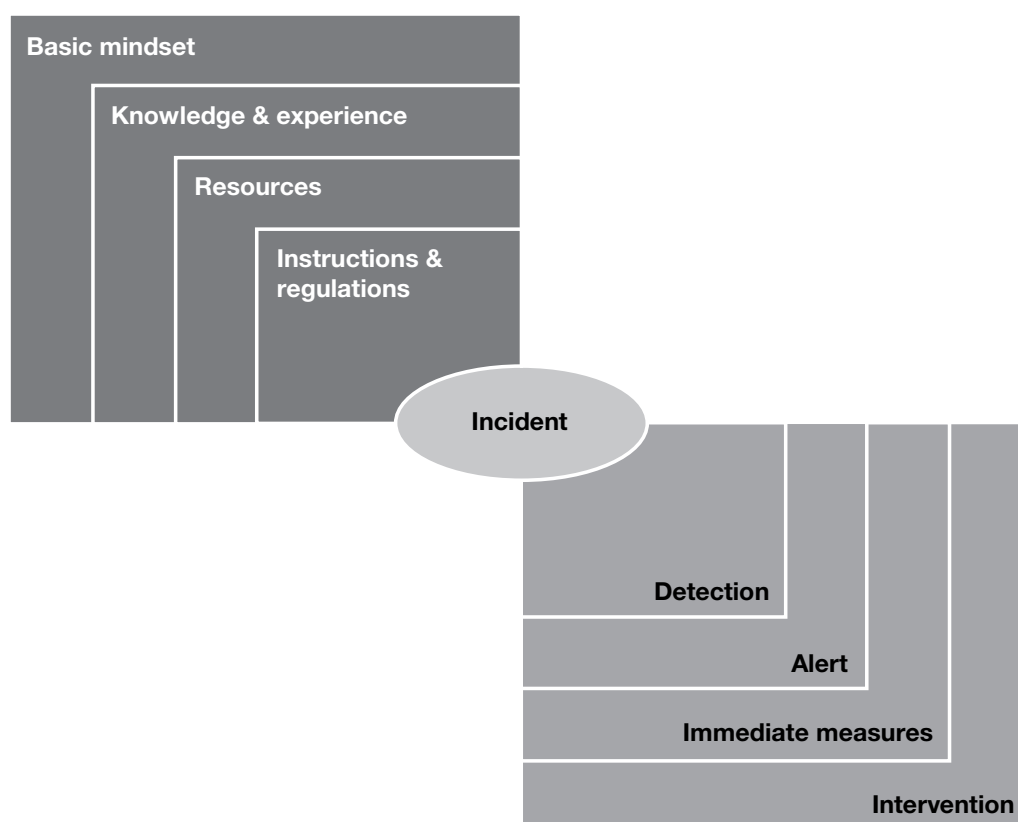 Basic mindset
Knowledge & experience
Resources
Instructions &
regulations
Incident
Detection
Alert
Immediate measures
Intervention